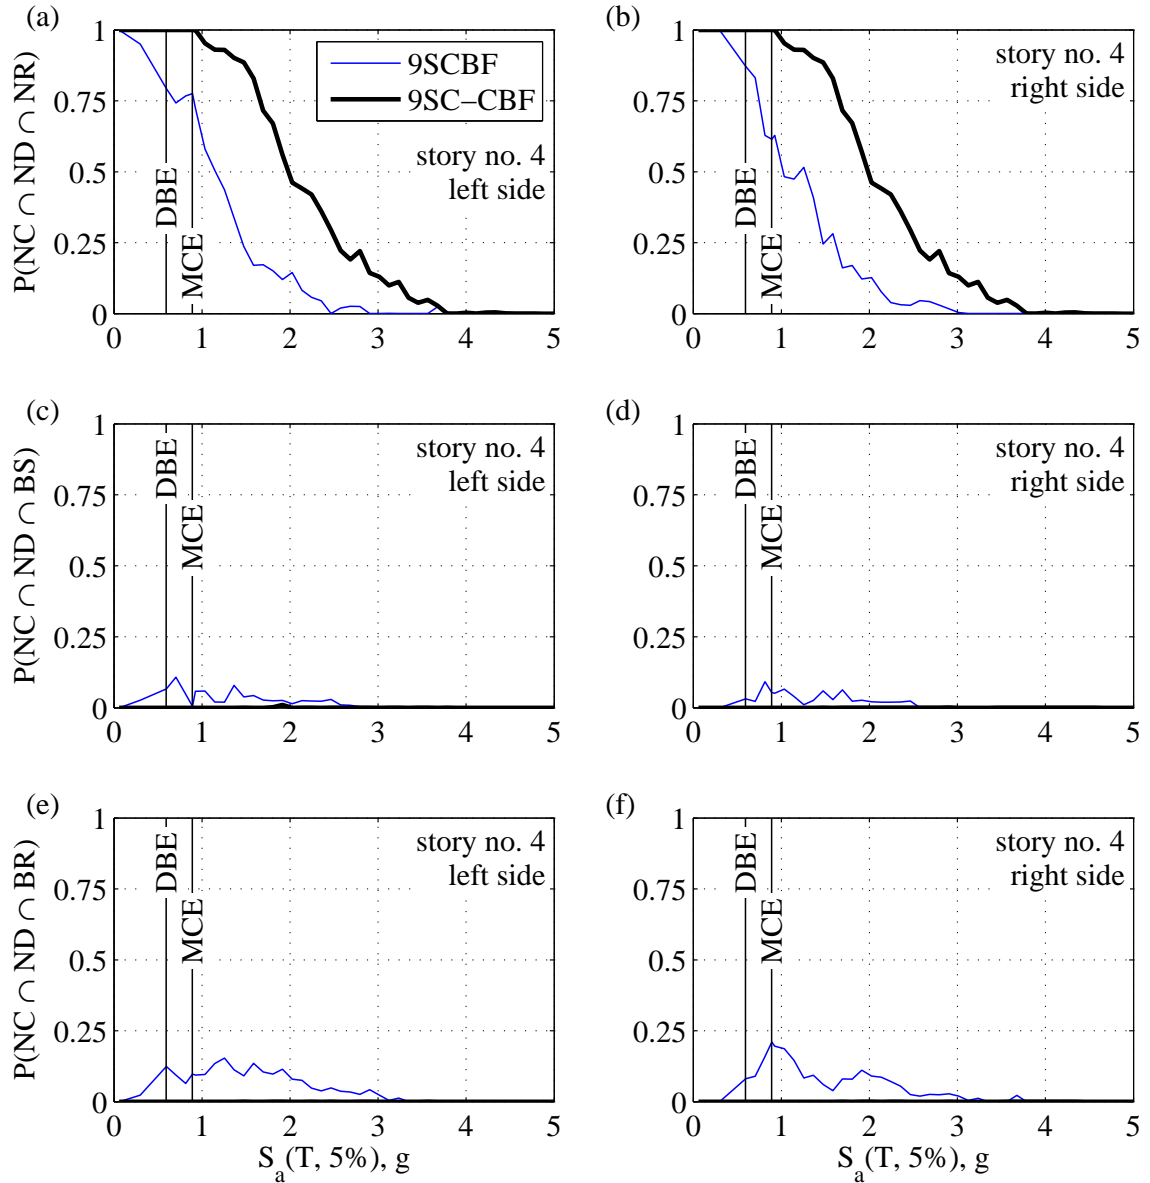 (a)
P(NC ∩ ND ∩ NR)
1
0.75
0.5
0.25
0
DBE
MCE
9SCBF
9SC−CBF
story no. 4
left side
0 1 2 3 4 5
(b)
1
0.75
0.5
0.25
0
DBE
MCE
story no. 4
right side
0 1 2 3 4 5
(c)
P(NC ∩ ND ∩ BS)
1
0.75
0.5
0.25
0
DBE
MCE
story no. 4
left side
0 1 2 3 4 5
(d)
1
0.75
0.5
0.25
0
DBE
MCE
story no. 4
right side
0 1 2 3 4 5
(e)
P(NC ∩ ND ∩ BR)
1
0.75
0.5
0.25
0
DBE
MCE
story no. 4
left side
0 1 2 3 4 5
S_a(T, 5%), g
(f)
1
0.75
0.5
0.25
0
DBE
MCE
story no. 4
right side
0 1 2 3 4 5
S_a(T, 5%), g